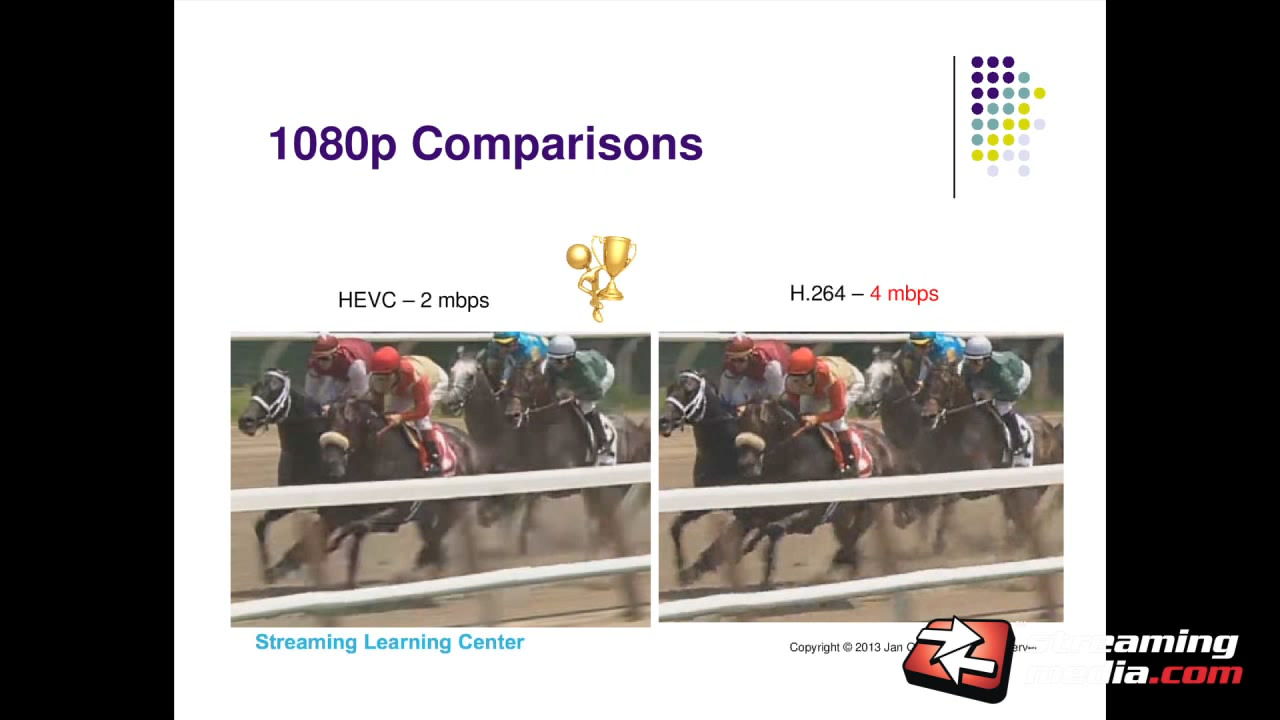 1080p Comparisons
HEVC – 2 mbps
H.264 – 4 mbps
Streaming Learning Center
Copyright © 2013 Jan
streaming
media.com